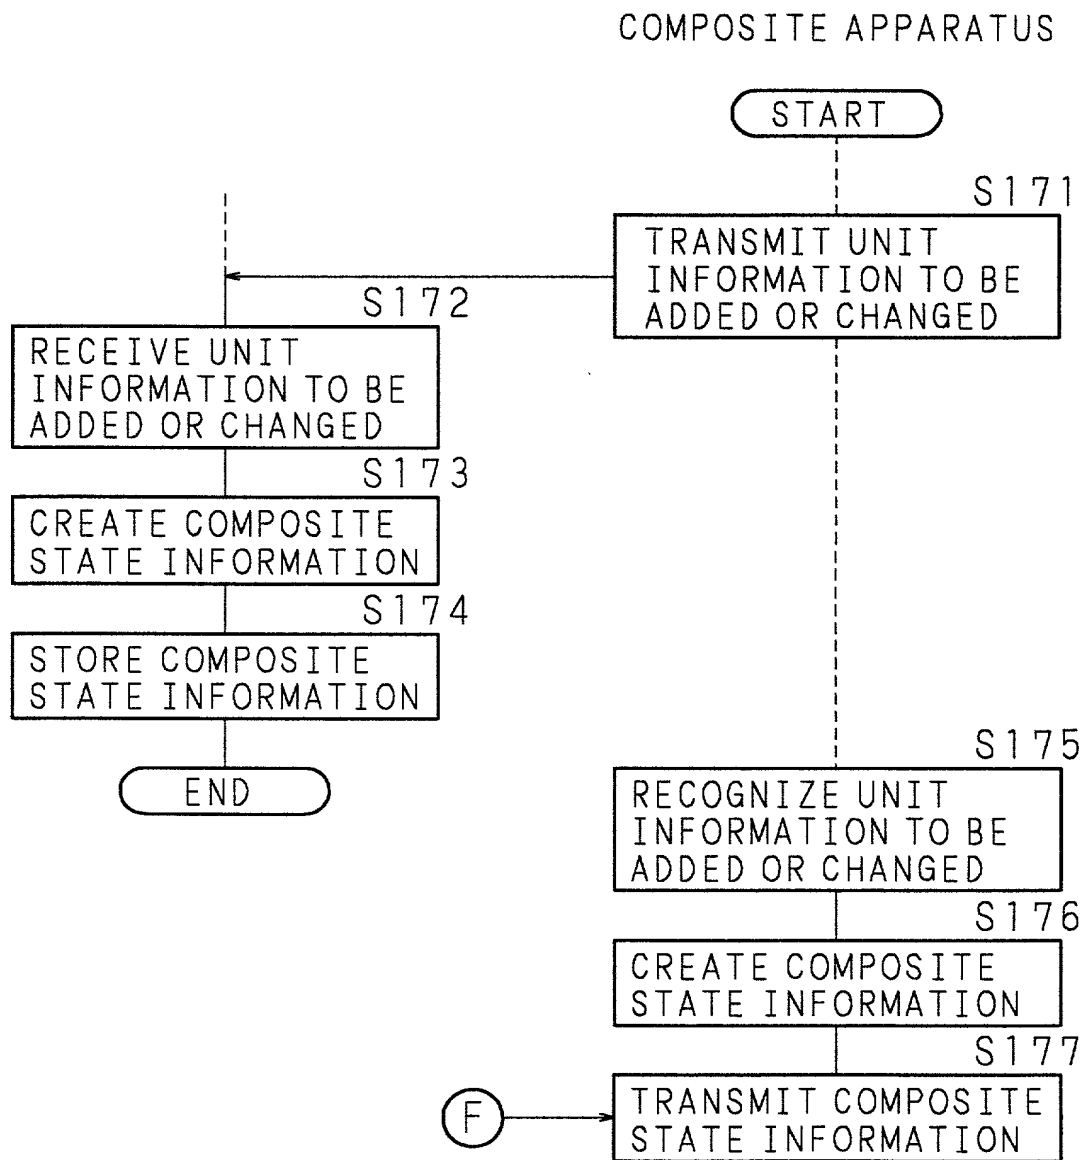 COMPOSITE APPARATUS
START
S171
TRANSMIT UNIT
INFORMATION TO BE
ADDED OR CHANGED
S172
RECEIVE UNIT
INFORMATION TO BE
ADDED OR CHANGED
S173
CREATE COMPOSITE
STATE INFORMATION
S174
STORE COMPOSITE
STATE INFORMATION
END
S175
RECOGNIZE UNIT
INFORMATION TO BE
ADDED OR CHANGED
S176
CREATE COMPOSITE
STATE INFORMATION
S177
F
TRANSMIT COMPOSITE
STATE INFORMATION